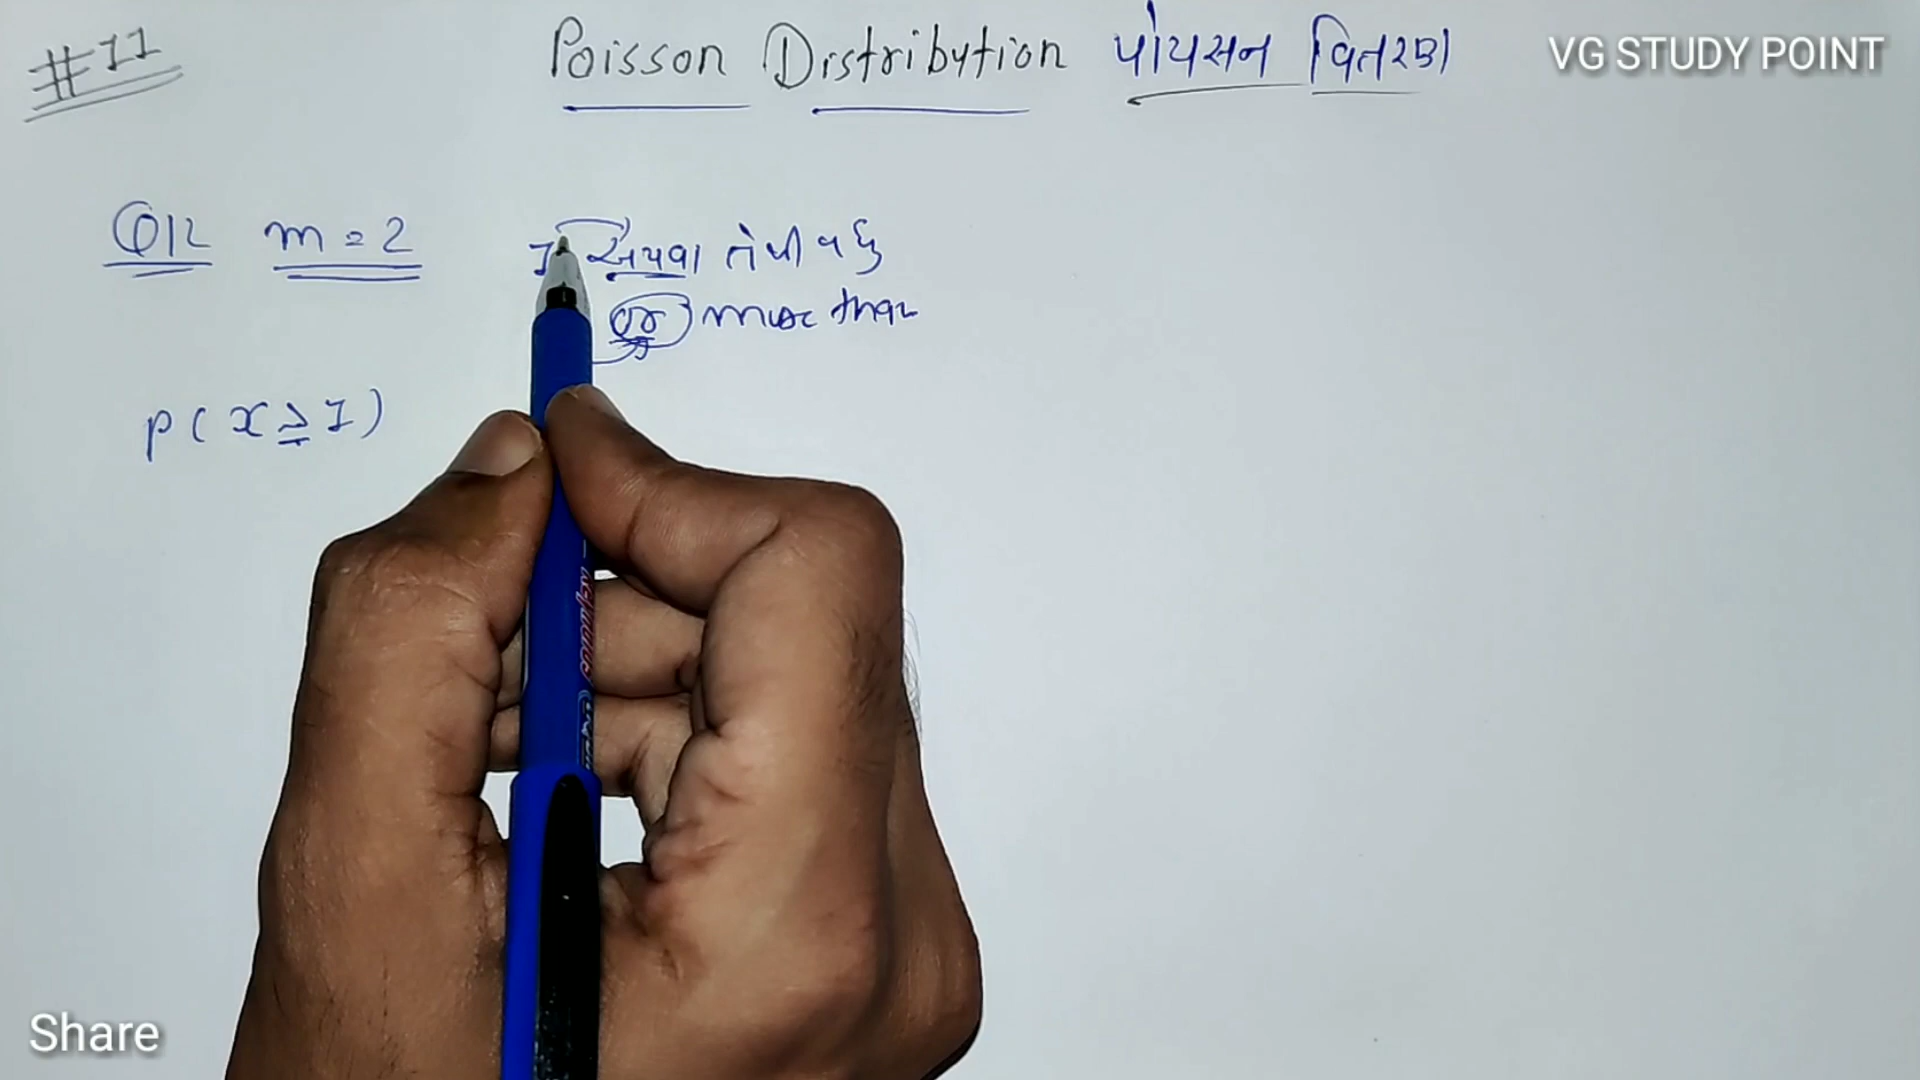 #11
Poisson Distribution પોયસન વિતરણ
VG STUDY POINT
Q12 m = 2 1 અથવા તેથી વધુ
or more than
P(x ≥ 1)
Share